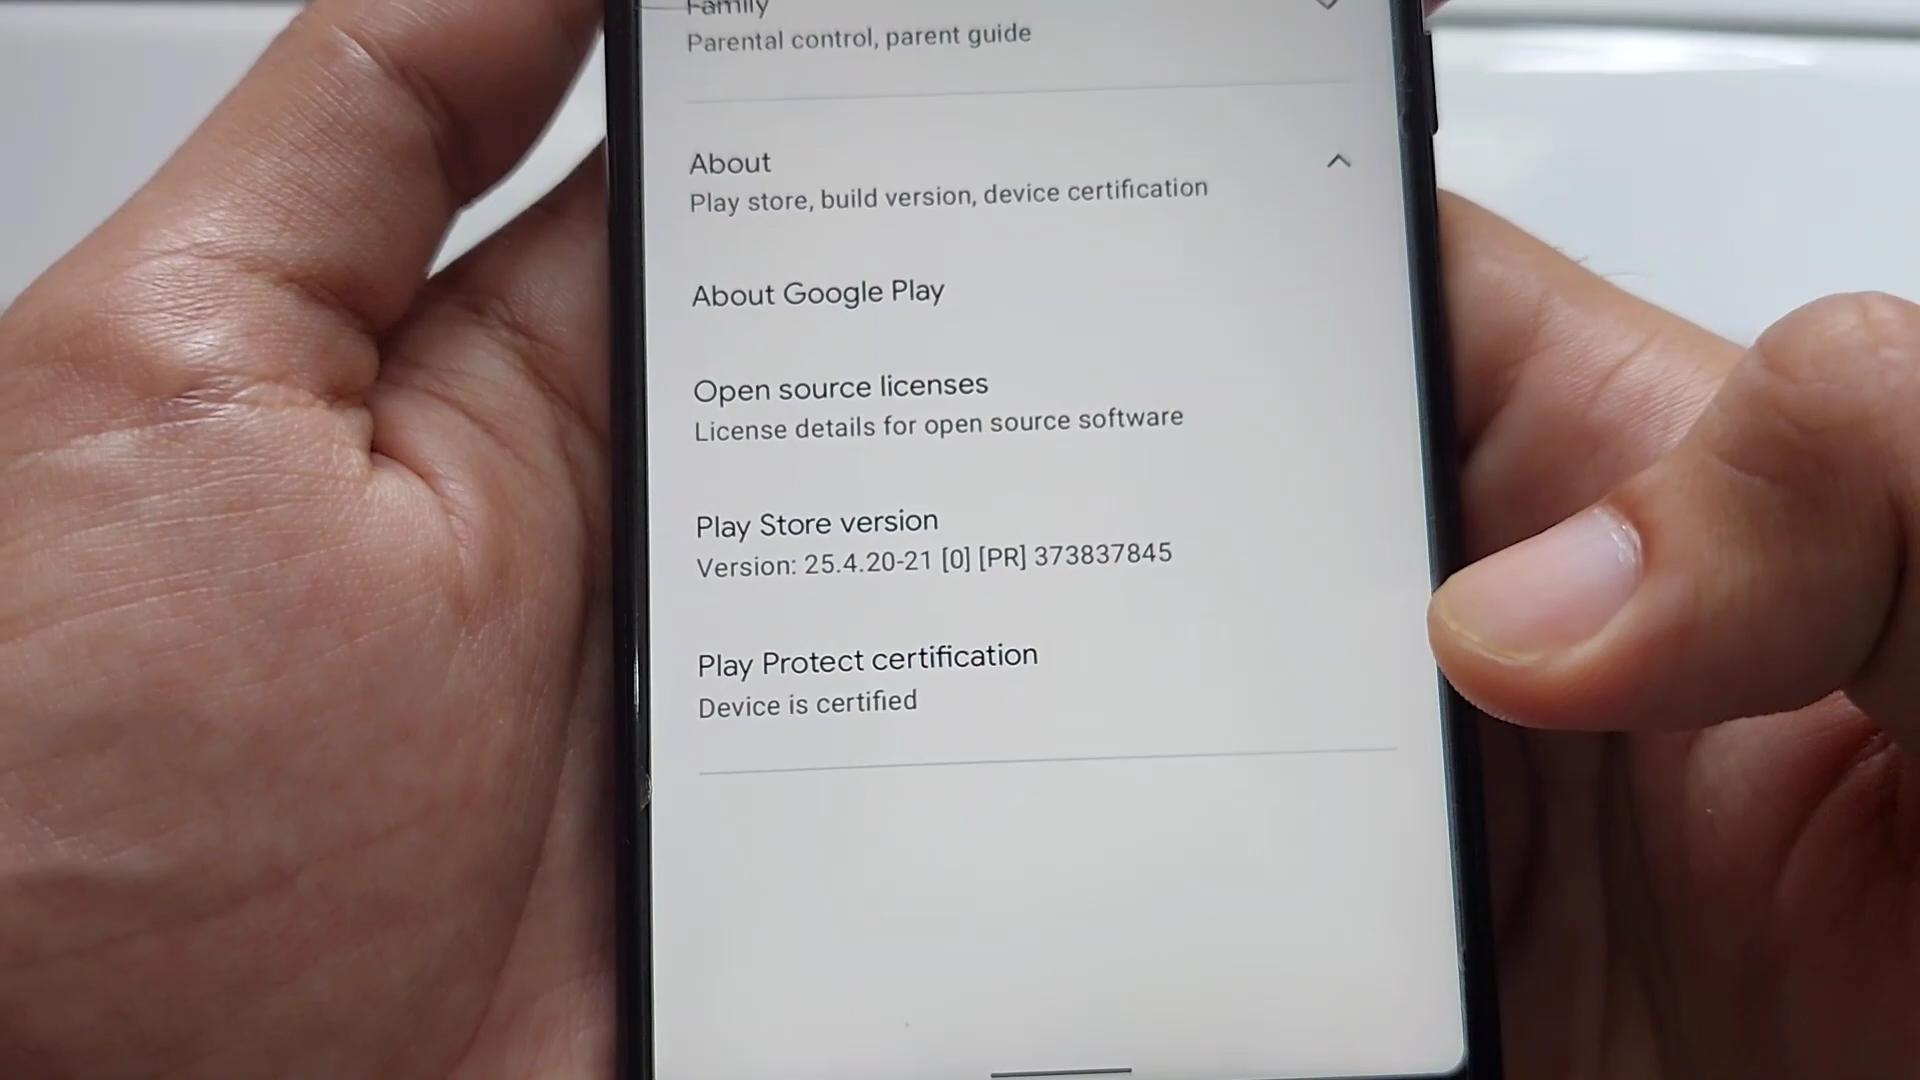 Family
Parental control, parent guide
About
Play store, build version, device certification
About Google Play
Open source licenses
License details for open source software
Play Store version
Version: 25.4.20-21 [0] [PR] 373837845
Play Protect certification
Device is certified